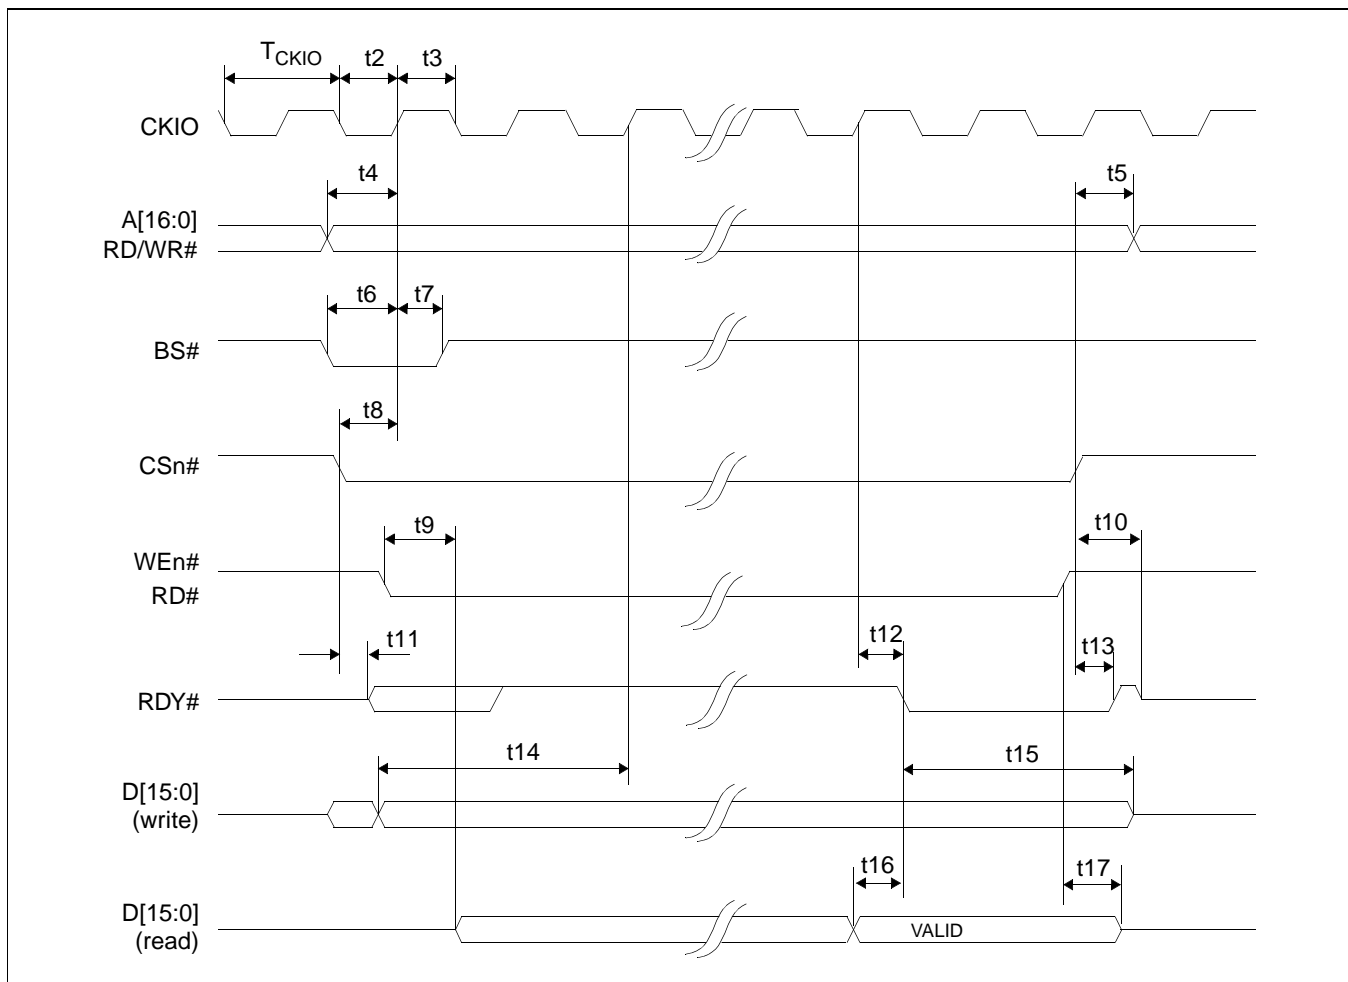 TCKIO t2 t3
CKIO
t4 t5
A[16:0]
RD/WR#
t6 t7
BS#
t8
CSn#
t9 t10
WEn#
RD#
t11 t12 t13
RDY#
t14 t15
D[15:0]
(write)
t16 t17
D[15:0]
(read)
VALID